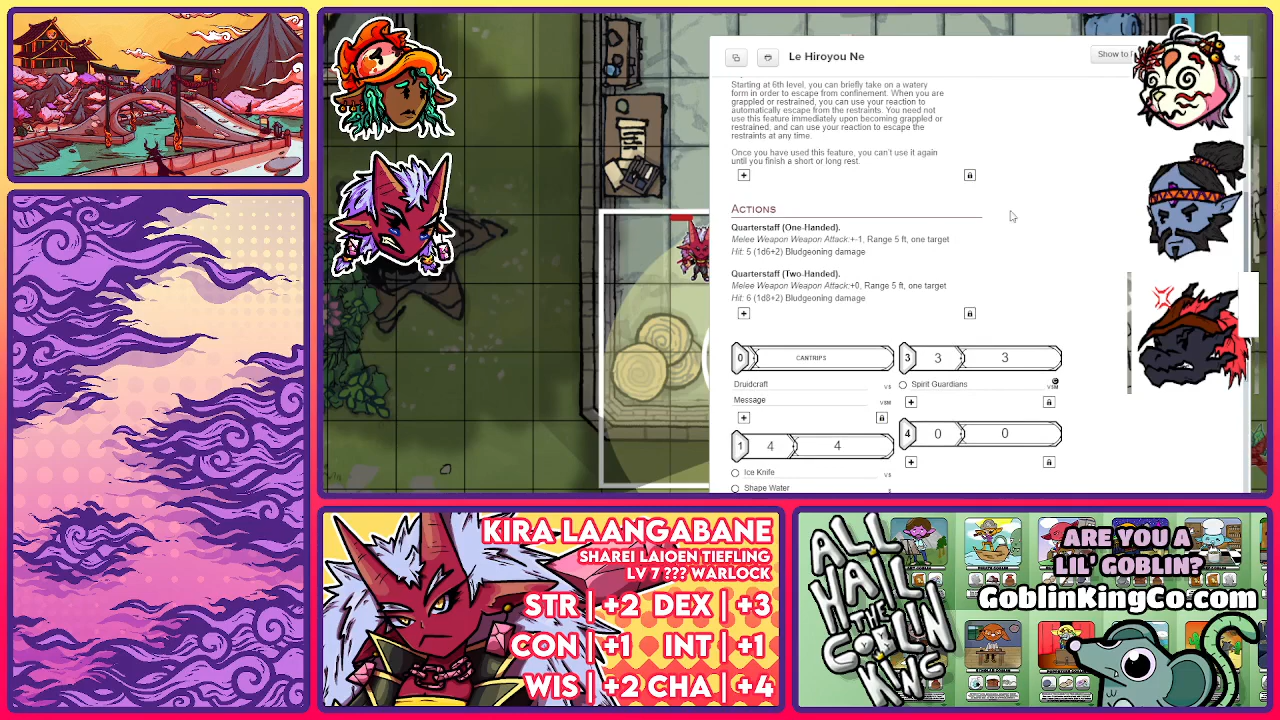 Le Hiroyou Ne
Show to
Starting at 6th level, you can briefly take on a watery
form in order to escape from confinement. When you are
grappled or restrained, you can use your reaction to
automatically escape from the restraints. You need not
use this feature immediately upon becoming grappled or
restrained, and can use your reaction to escape the
restraints at any time.
Once you have used this feature, you can't use it again
until you finish a short or long rest.
ACTIONS
Quarterstaff (One-Handed).
Melee Weapon Weapon Attack:+-1, Range 5 ft, one target
Hit: 5 (1d6+2) Bludgeoning damage
Quarterstaff (Two-Handed).
Melee Weapon Weapon Attack:+0, Range 5 ft, one target
Hit: 6 (1d8+2) Bludgeoning damage
0 CANTRIPS
Druidcraft VS
Message VSM
1 4 4
Ice Knife VS
Shape Water
3 3 3
Spirit Guardians VSM
4 0 0
KIRA LAANGABANE
SHAREI LAIOEN TIEFLING
LV 7 ??? WARLOCK
STR | +2 DEX | +3
CON | +1 INT | +1
WIS | +2 CHA | +4
ALL
HAIL
THE
GOBLIN
KING
ARE YOU A
LIL' GOBLIN?
GOBLINKINGCO.COM